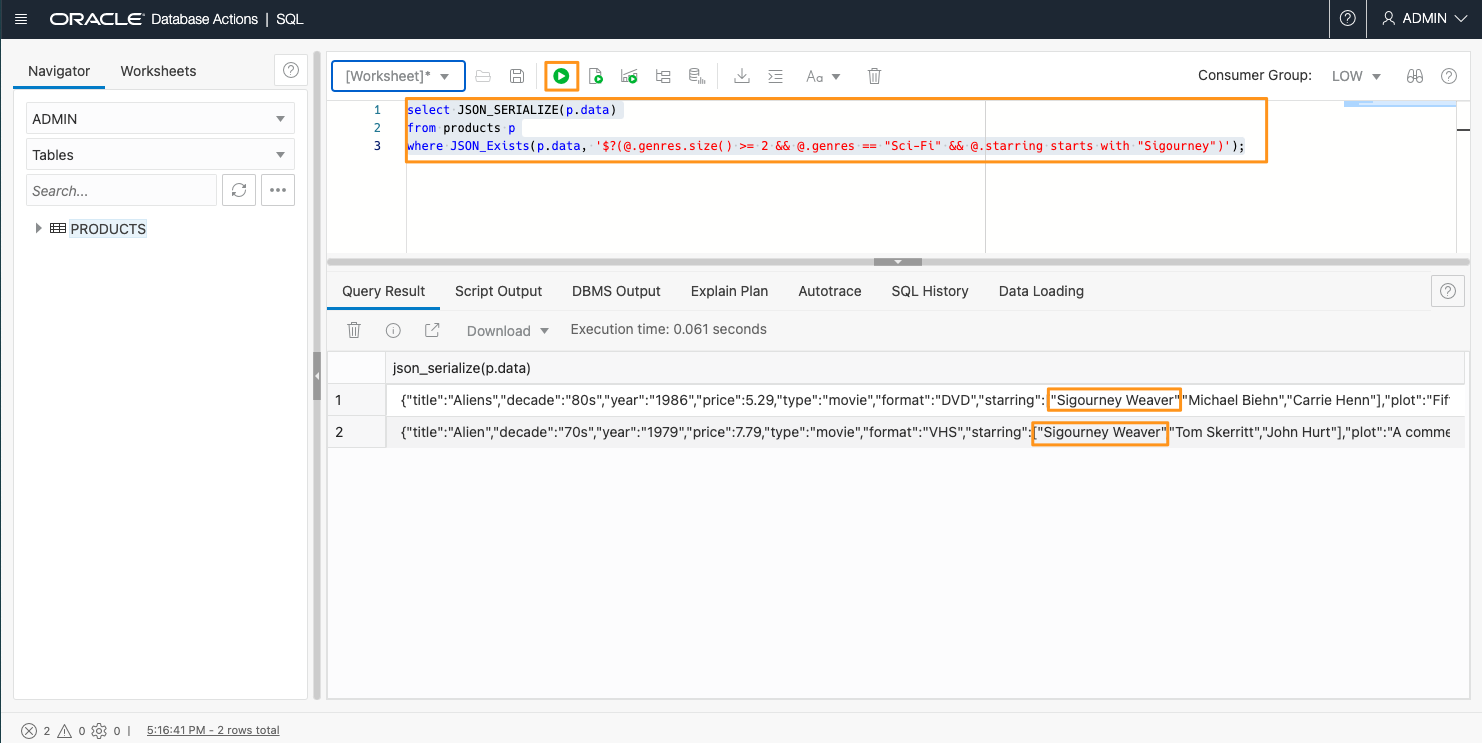 ORACLE Database Actions | SQL
ADMIN
Navigator
Worksheets
[Worksheet]*
Aa
Consumer Group: LOW
ADMIN
Tables
Search...
PRODUCTS
1 select JSON_SERIALIZE(p.data)
2 from products p
3 where JSON_Exists(p.data, '$?(@.genres.size() >= 2 && @.genres == "Sci-Fi" && @.starring starts with "Sigourney")');
Query Result
Script Output
DBMS Output
Explain Plan
Autotrace
SQL History
Data Loading
Download
Execution time: 0.061 seconds
json_serialize(p.data)
1 {"title":"Aliens","decade":"80s","year":"1986","price":5.29,"type":"movie","format":"DVD","starring":["Sigourney Weaver","Michael Biehn","Carrie Henn"],"plot":"Fif
2 {"title":"Alien","decade":"70s","year":"1979","price":7.79,"type":"movie","format":"VHS","starring":["Sigourney Weaver","Tom Skerritt","John Hurt"],"plot":"A comme
2 0 0 | 5:16:41 PM - 2 rows total